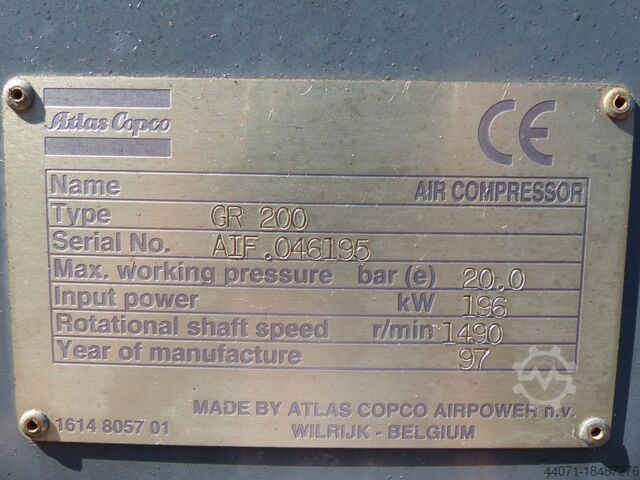 Atlas Copco
CE
Name AIR COMPRESSOR
Type GR 200
Serial No. AIF.046195
Max. working pressure bar (e) 20.0
Input power kW 196
Rotational shaft speed r/min 1490
Year of manufacture 97
MADE BY ATLAS COPCO AIRPOWER n.v.
1614 8057 01 WILRIJK - BELGIUM
44071-18487276